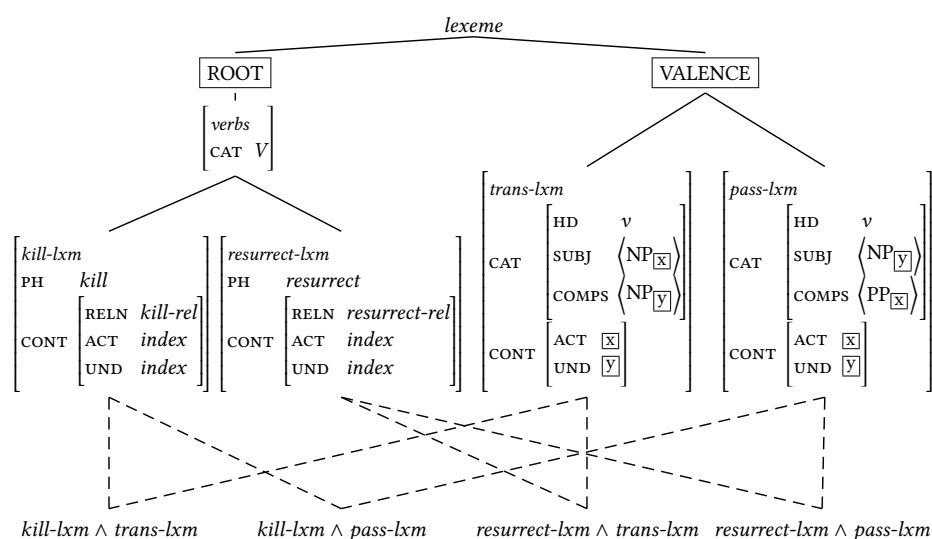 lexeme
ROOT VALENCE
verbs
CAT V
trans-lxm
HD v
SUBJ ⟨NP x⟩
COMPS ⟨NP y⟩
CAT
ACT x
UND y
CONT
pass-lxm
HD v
SUBJ ⟨NP y⟩
COMPS ⟨PP x⟩
CAT
ACT x
UND y
CONT
kill-lxm
PH kill
RELN kill-rel
CONT ACT index
UND index
resurrect-lxm
PH resurrect
RELN resurrect-rel
CONT ACT index
UND index
kill-lxm ∧ trans-lxm kill-lxm ∧ pass-lxm resurrect-lxm ∧ trans-lxm resurrect-lxm ∧ pass-lxm